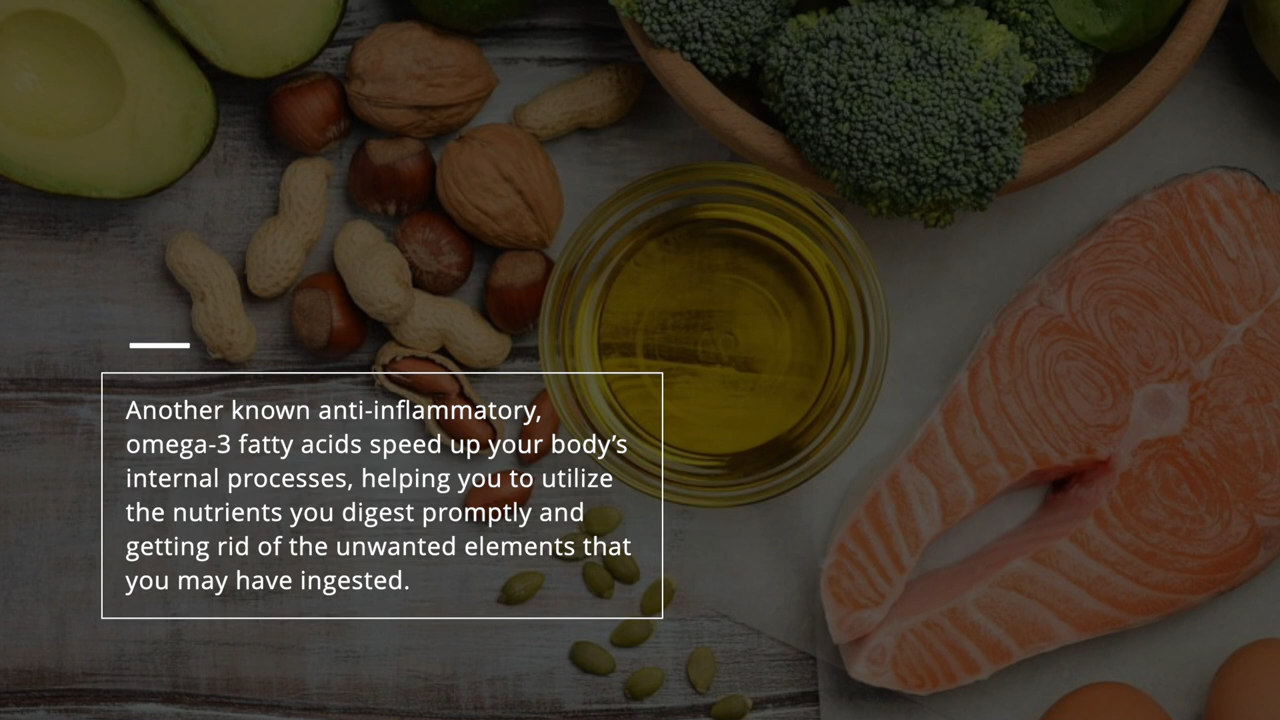 Another known anti-inflammatory,
omega-3 fatty acids speed up your body’s
internal processes, helping you to utilize
the nutrients you digest promptly and
getting rid of the unwanted elements that
you may have ingested.